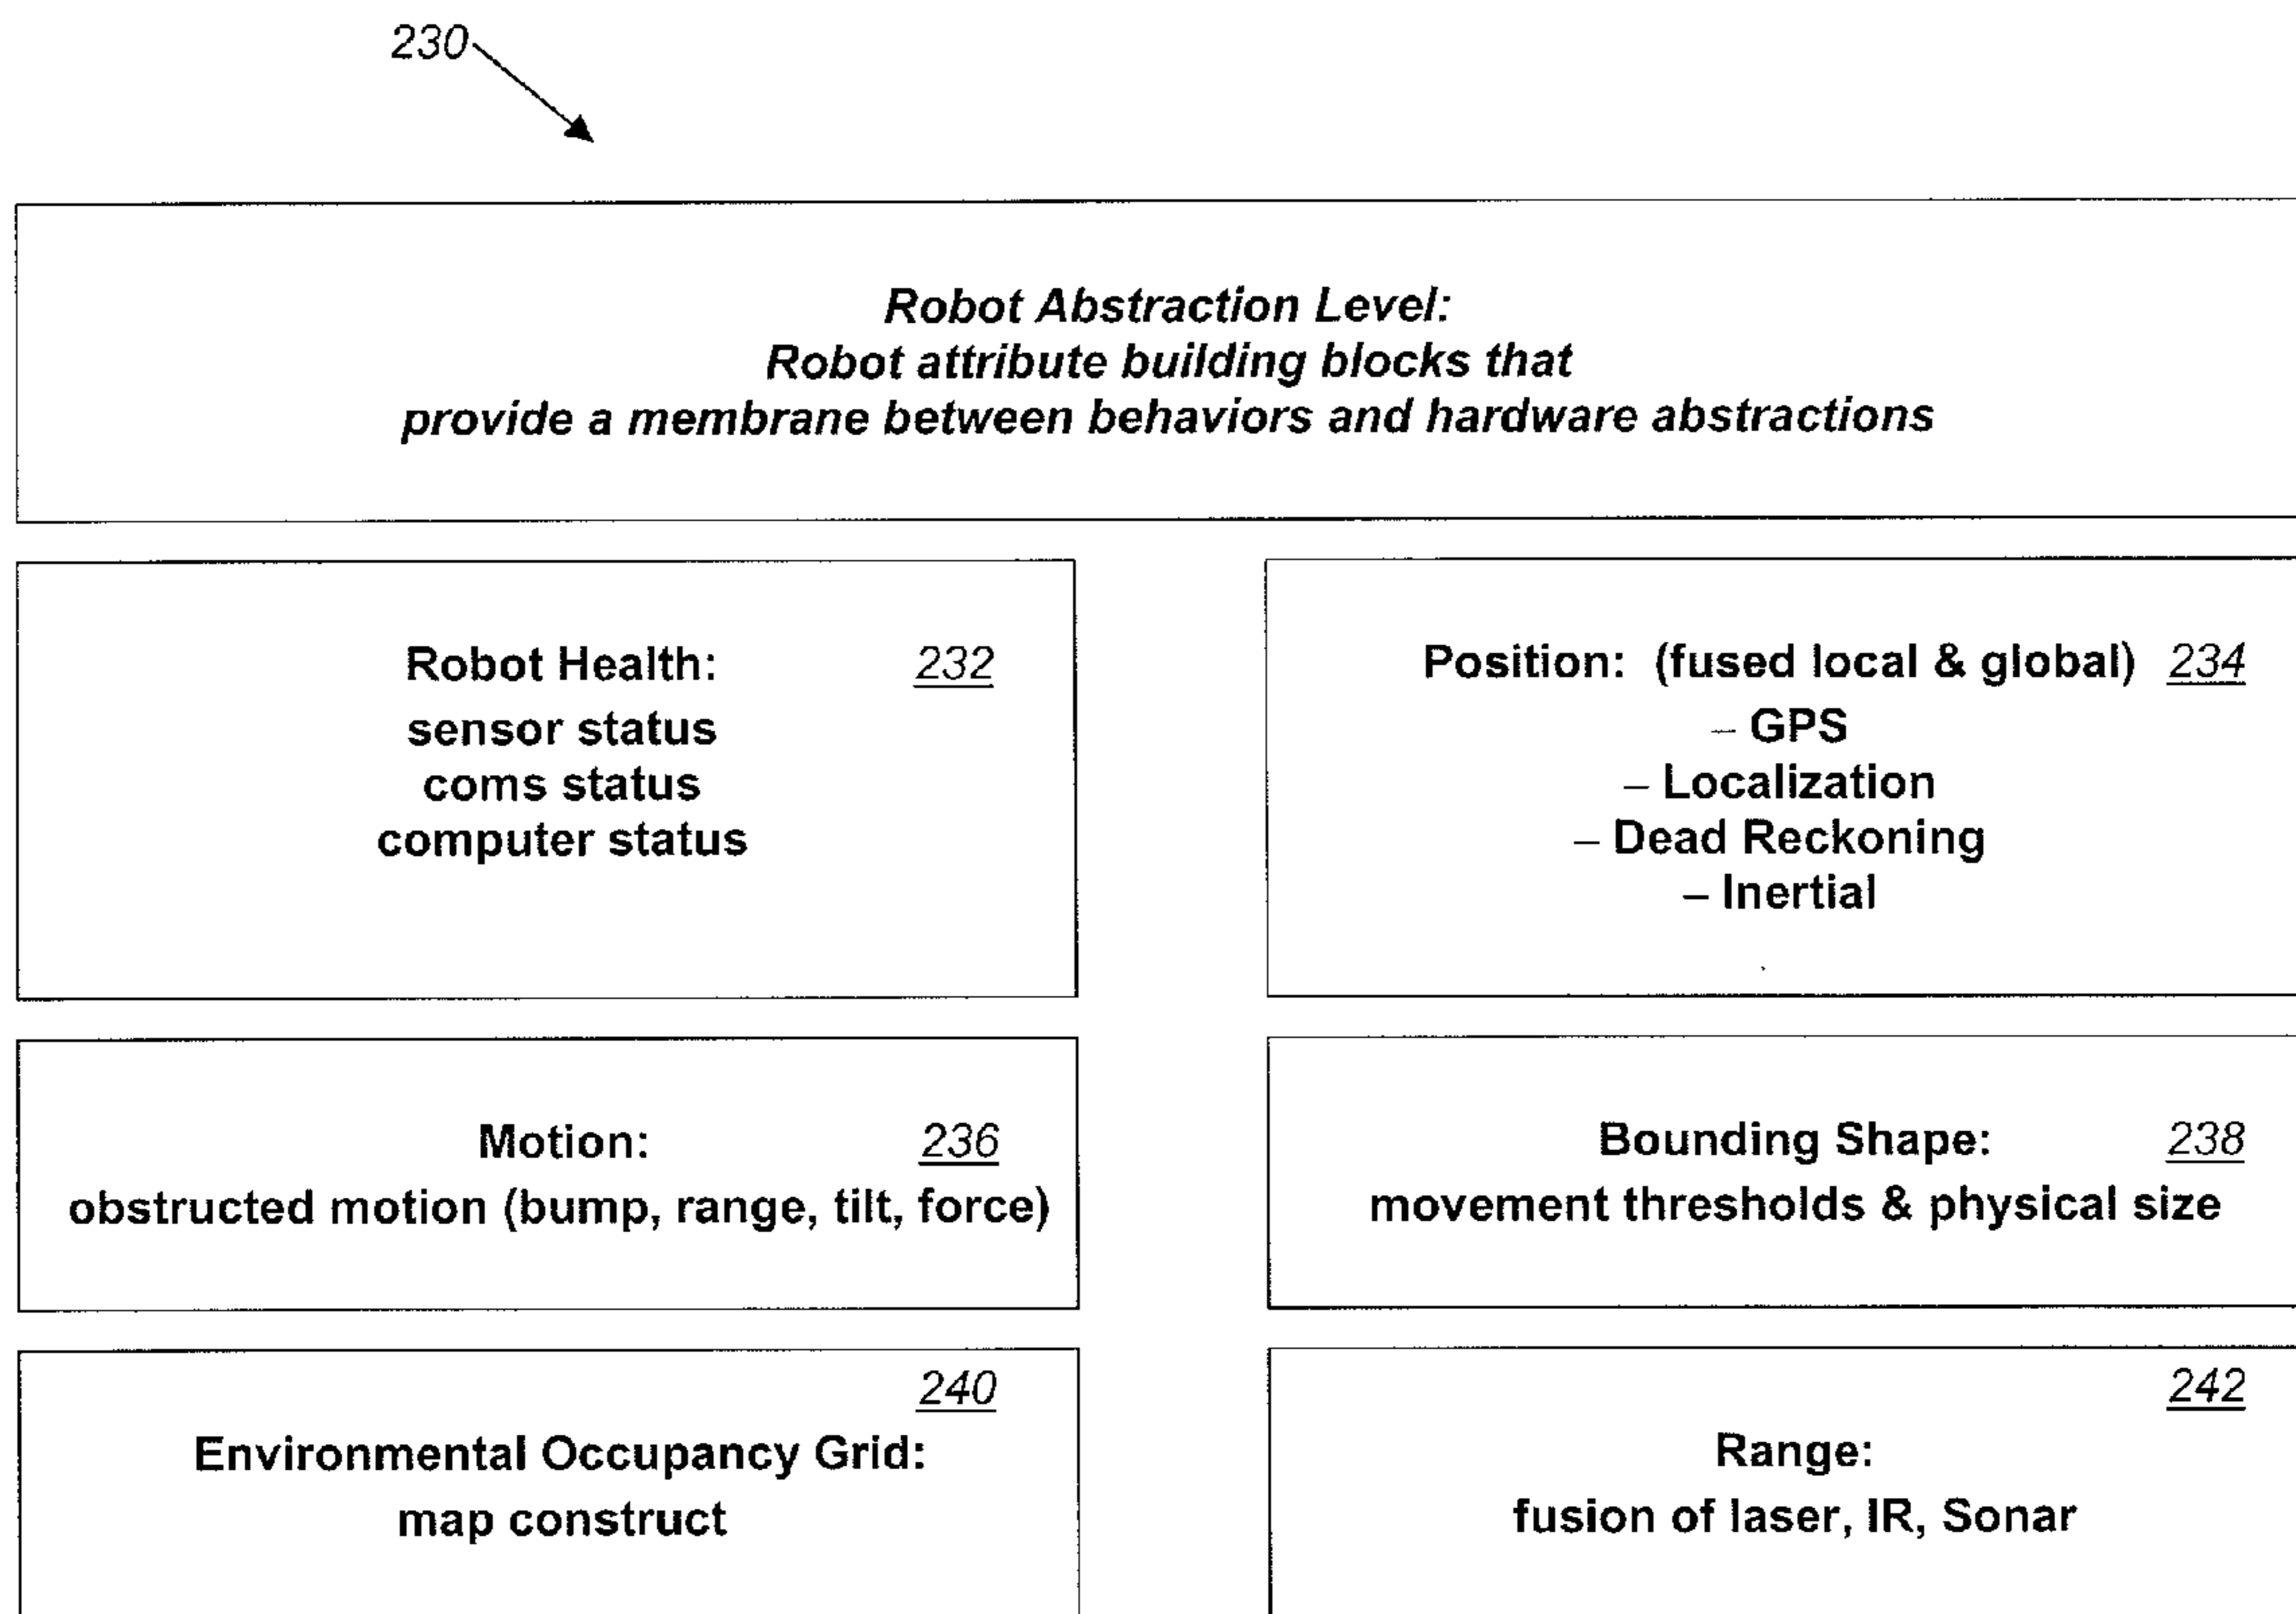 230
Robot Abstraction Level:
Robot attribute building blocks that
provide a membrane between behaviors and hardware abstractions
Robot Health: 232
sensor status
coms status
computer status
Position: (fused local & global) 234
– GPS
– Localization
– Dead Reckoning
– Inertial
Motion: 236
obstructed motion (bump, range, tilt, force)
Bounding Shape: 238
movement thresholds & physical size
240
Environmental Occupancy Grid:
map construct
242
Range:
fusion of laser, IR, Sonar